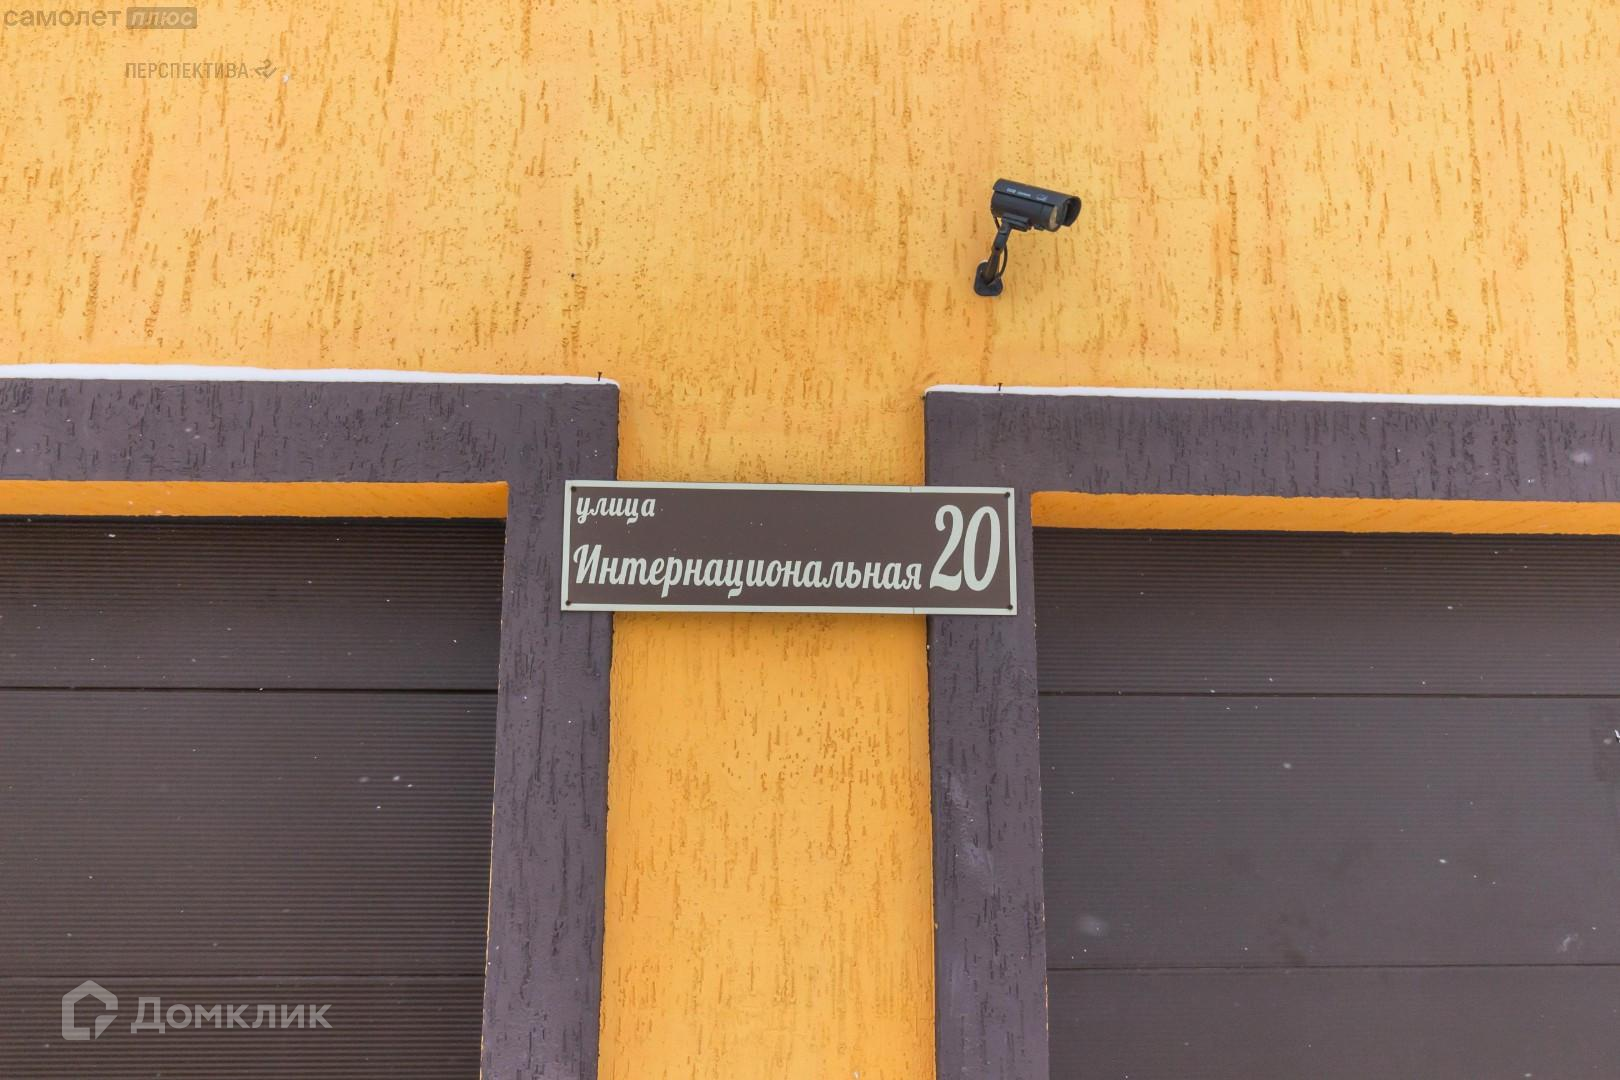 самолет плюс
ПЕРСПЕКТИВА
улица
Интернациональная 20
Домклик